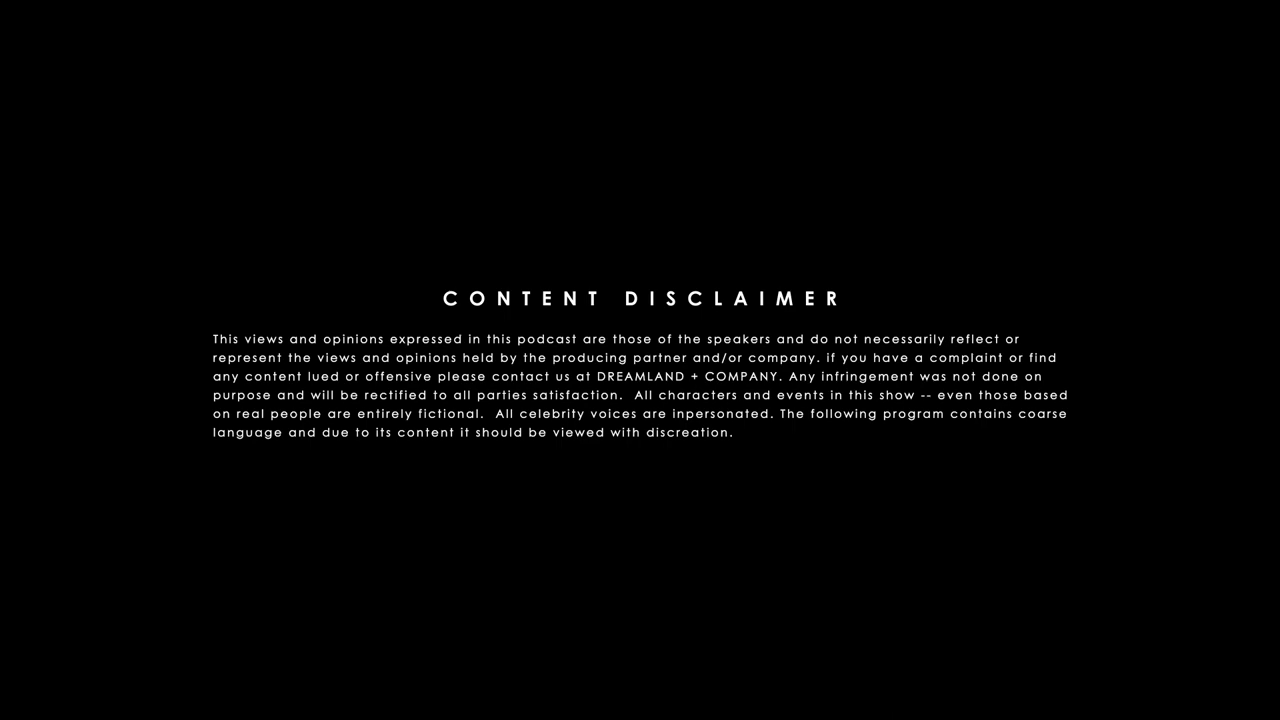 CONTENT DISCLAIMER
This views and opinions expressed in this podcast are those of the speakers and do not necessarily reflect or
represent the views and opinions held by the producing partner and/or company. if you have a complaint or find
any content lued or offensive please contact us at DREAMLAND + COMPANY. Any infringement was not done on
purpose and will be rectified to all parties satisfaction.  All characters and events in this show -- even those based
on real people are entirely fictional.  All celebrity voices are inpersonated. The following program contains coarse
language and due to its content it should be viewed with discreation.